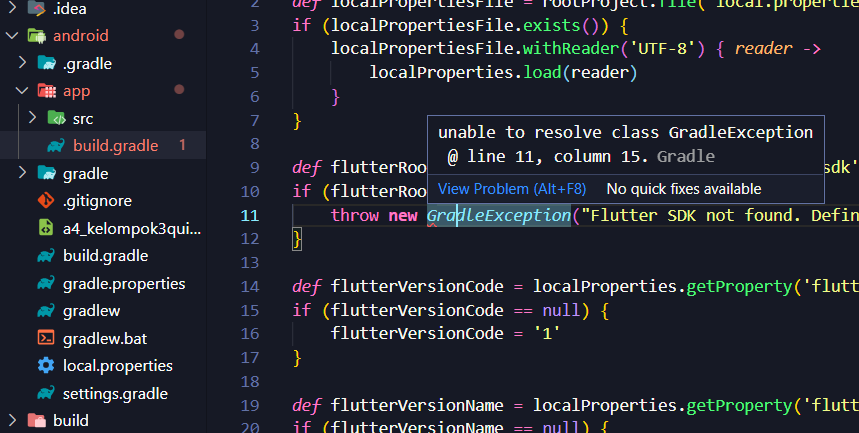 .idea
android
.gradle
app
src
build.gradle 1
gradle
.gitignore
a4_kelompok3qui...
build.gradle
gradle.properties
gradlew
gradlew.bat
local.properties
settings.gradle
build
2 def localPropertiesFile = rootProject.file('local.propertie
3 if (localPropertiesFile.exists()) {
4 localPropertiesFile.withReader('UTF-8') { reader ->
5 localProperties.load(reader)
6 }
7 }
8
9 def flutterRoo sdk'
10 if (flutterRoo
unable to resolve class GradleException
@ line 11, column 15. Gradle
View Problem (Alt+F8) No quick fixes available
11 throw new GradleException("Flutter SDK not found. Defin
12 }
13
14 def flutterVersionCode = localProperties.getProperty('flutt
15 if (flutterVersionCode == null) {
16 flutterVersionCode = '1'
17 }
18
19 def flutterVersionName = localProperties.getProperty('flutt
20 if (flutterVersionName == null) {